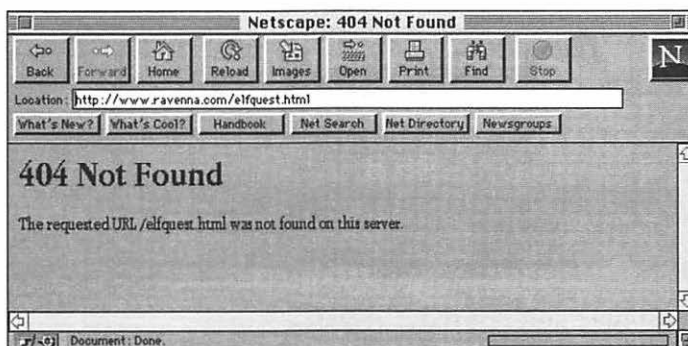 Netscape: 404 Not Found
Back Forward Home Reload Images Open Print Find Stop
N
Location: http://www.ravenna.com/elfquest.html
What's New? What's Cool? Handbook Net Search Net Directory Newsgroups
404 Not Found
The requested URL /elfquest.html was not found on this server.
Document: Done.